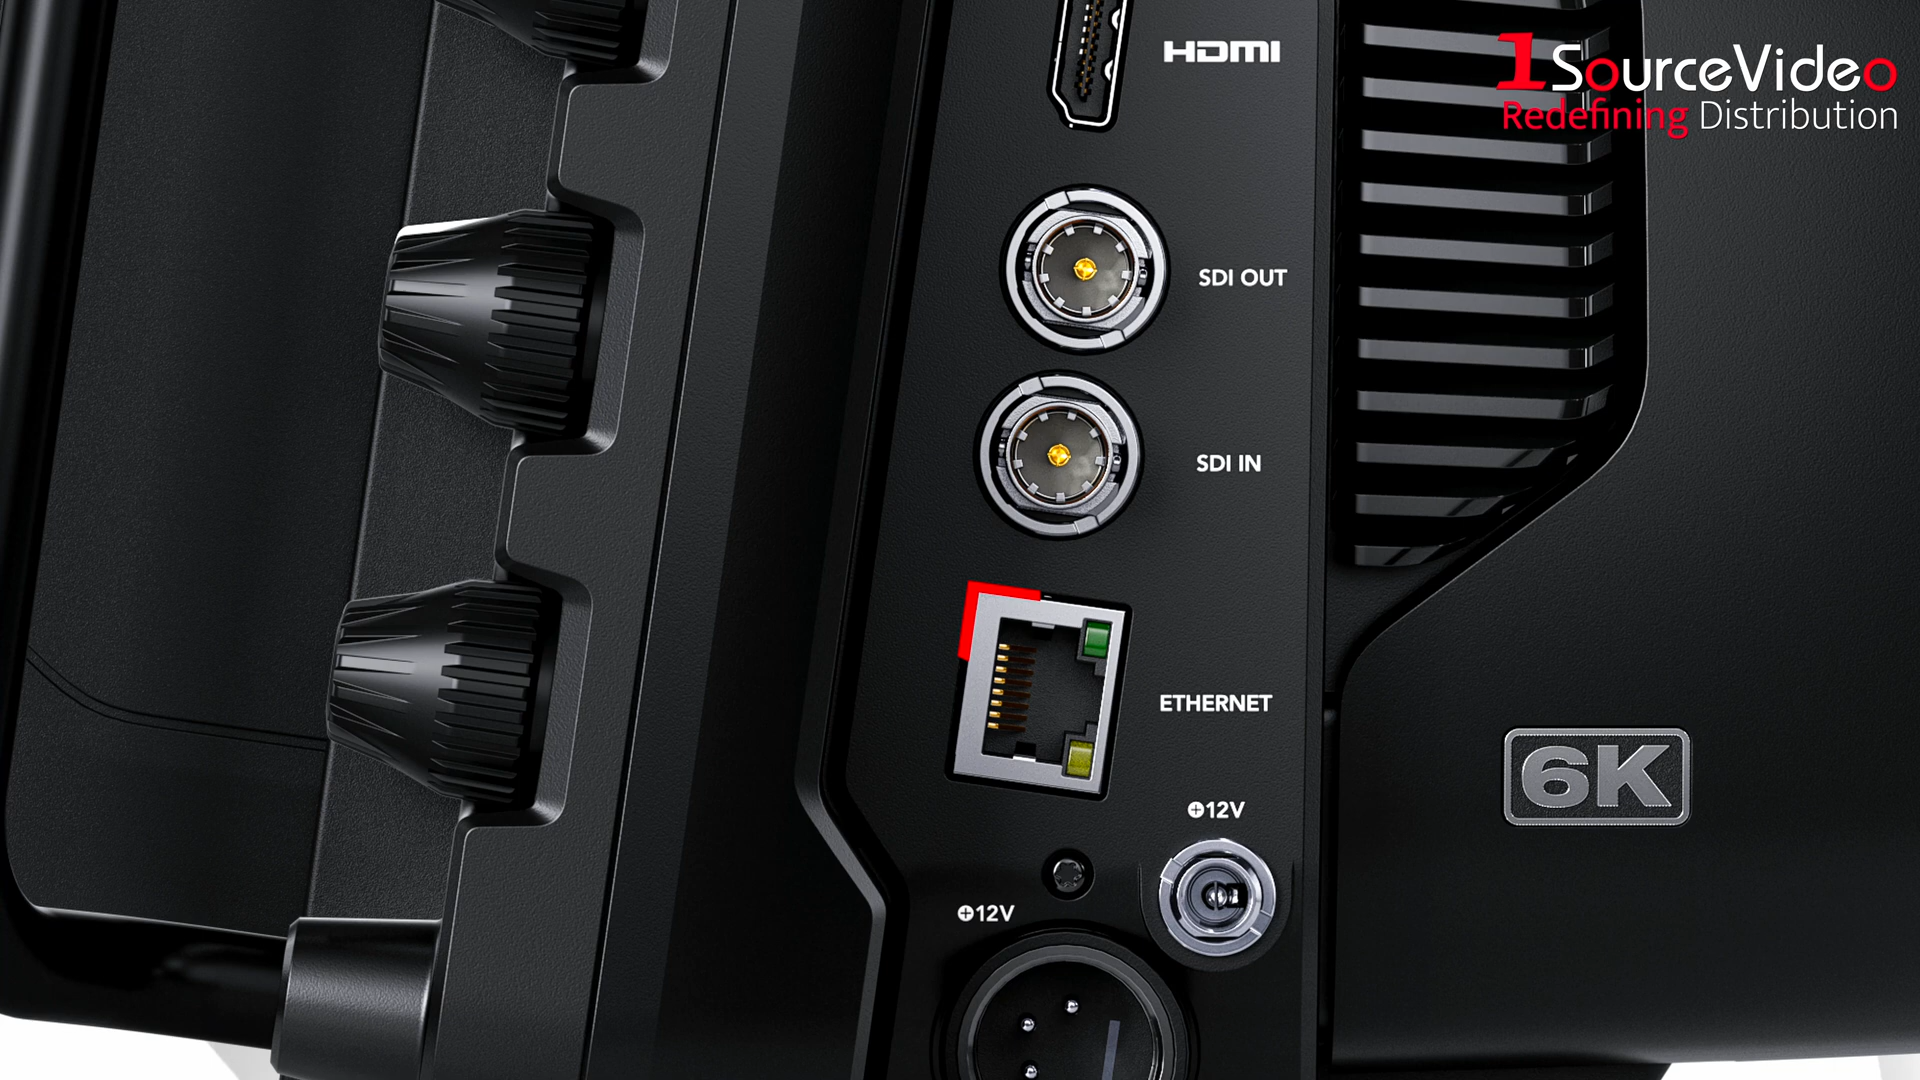 HDMI
1SourceVideo
Redefining Distribution
SDI OUT
SDI IN
ETHERNET
6K
⊕12V
⊕12V